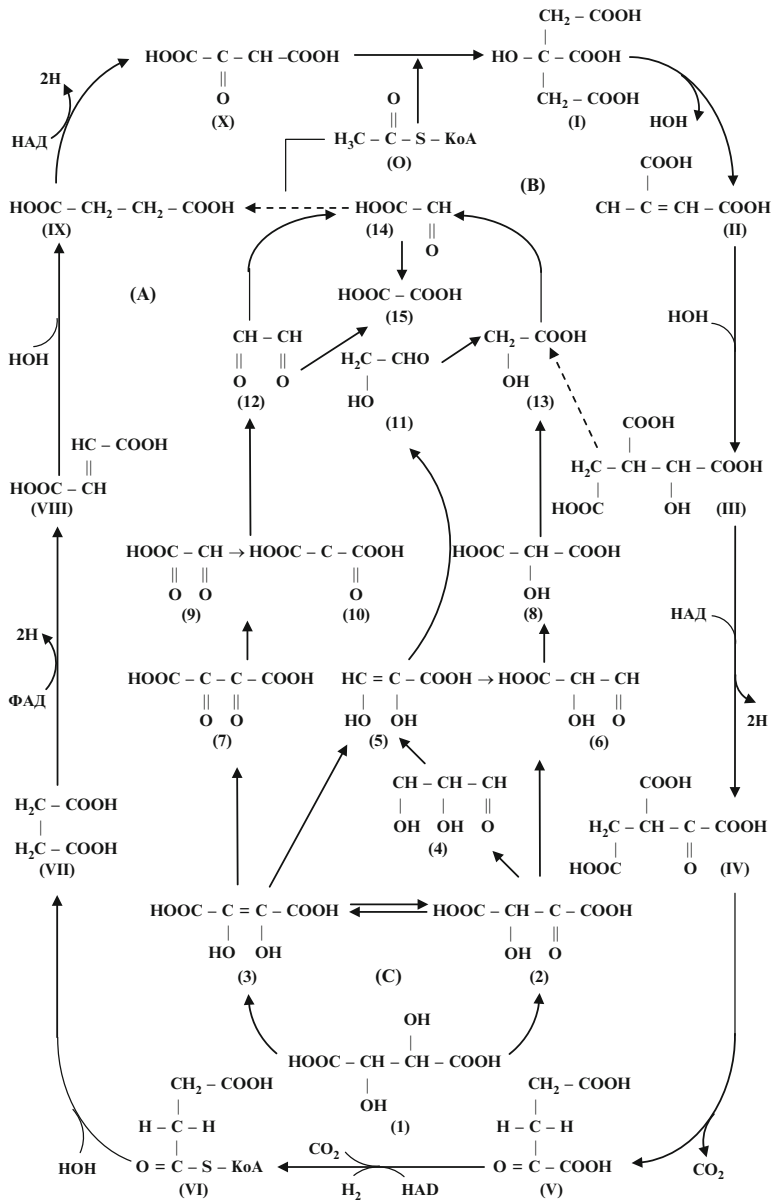 CH₂ – COOH
HOOC – C – CH – COOH
||
O
(X)
HO – C – COOH
CH₂ – COOH
(I)
2H
НАД
HOH
O
||
H₃C – C – S – KoA
(O)
(B)
COOH
CH – C = CH – COOH
(II)
HOOC – CH₂ – CH₂ – COOH
(IX)
HOOC – CH
(14) ||
O
(A)
HOOC – COOH
(15)
HOH
CH – CH
|| ||
O O
(12)
H₂C – CHO
HO
(11)
CH₂ – COOH
OH
(13)
HOH
HC – COOH
||
HOOC – CH
(VIII)
COOH
H₂C – CH – CH – COOH
HOOC OH (III)
HOOC – C – CH → HOOC – C – COOH
|| || ||
O O O
(9) (10)
HOOC – CH – COOH
OH
(8)
2H
ФАД
НАД
2H
HOOC – C – C – COOH
|| ||
O O
(7)
HC = C – COOH → HOOC – CH – CH
HO OH OH O
(5) (6)
CH – CH – CH
OH OH O
(4)
H₂C – COOH
H₂C – COOH
(VII)
COOH
H₂C – CH – C – COOH
HOOC O (IV)
HOOC – C = C – COOH
HO OH
(3)
HOOC – CH – C – COOH
OH O
(2)
(C)
OH
HOOC – CH – CH – COOH
OH
(1)
CH₂ – COOH
H – C – H
O = C – S – KoA
(VI)
HOH
CO₂
H₂ НАD
CH₂ – COOH
H – C – H
O = C – COOH
(V)
CO₂